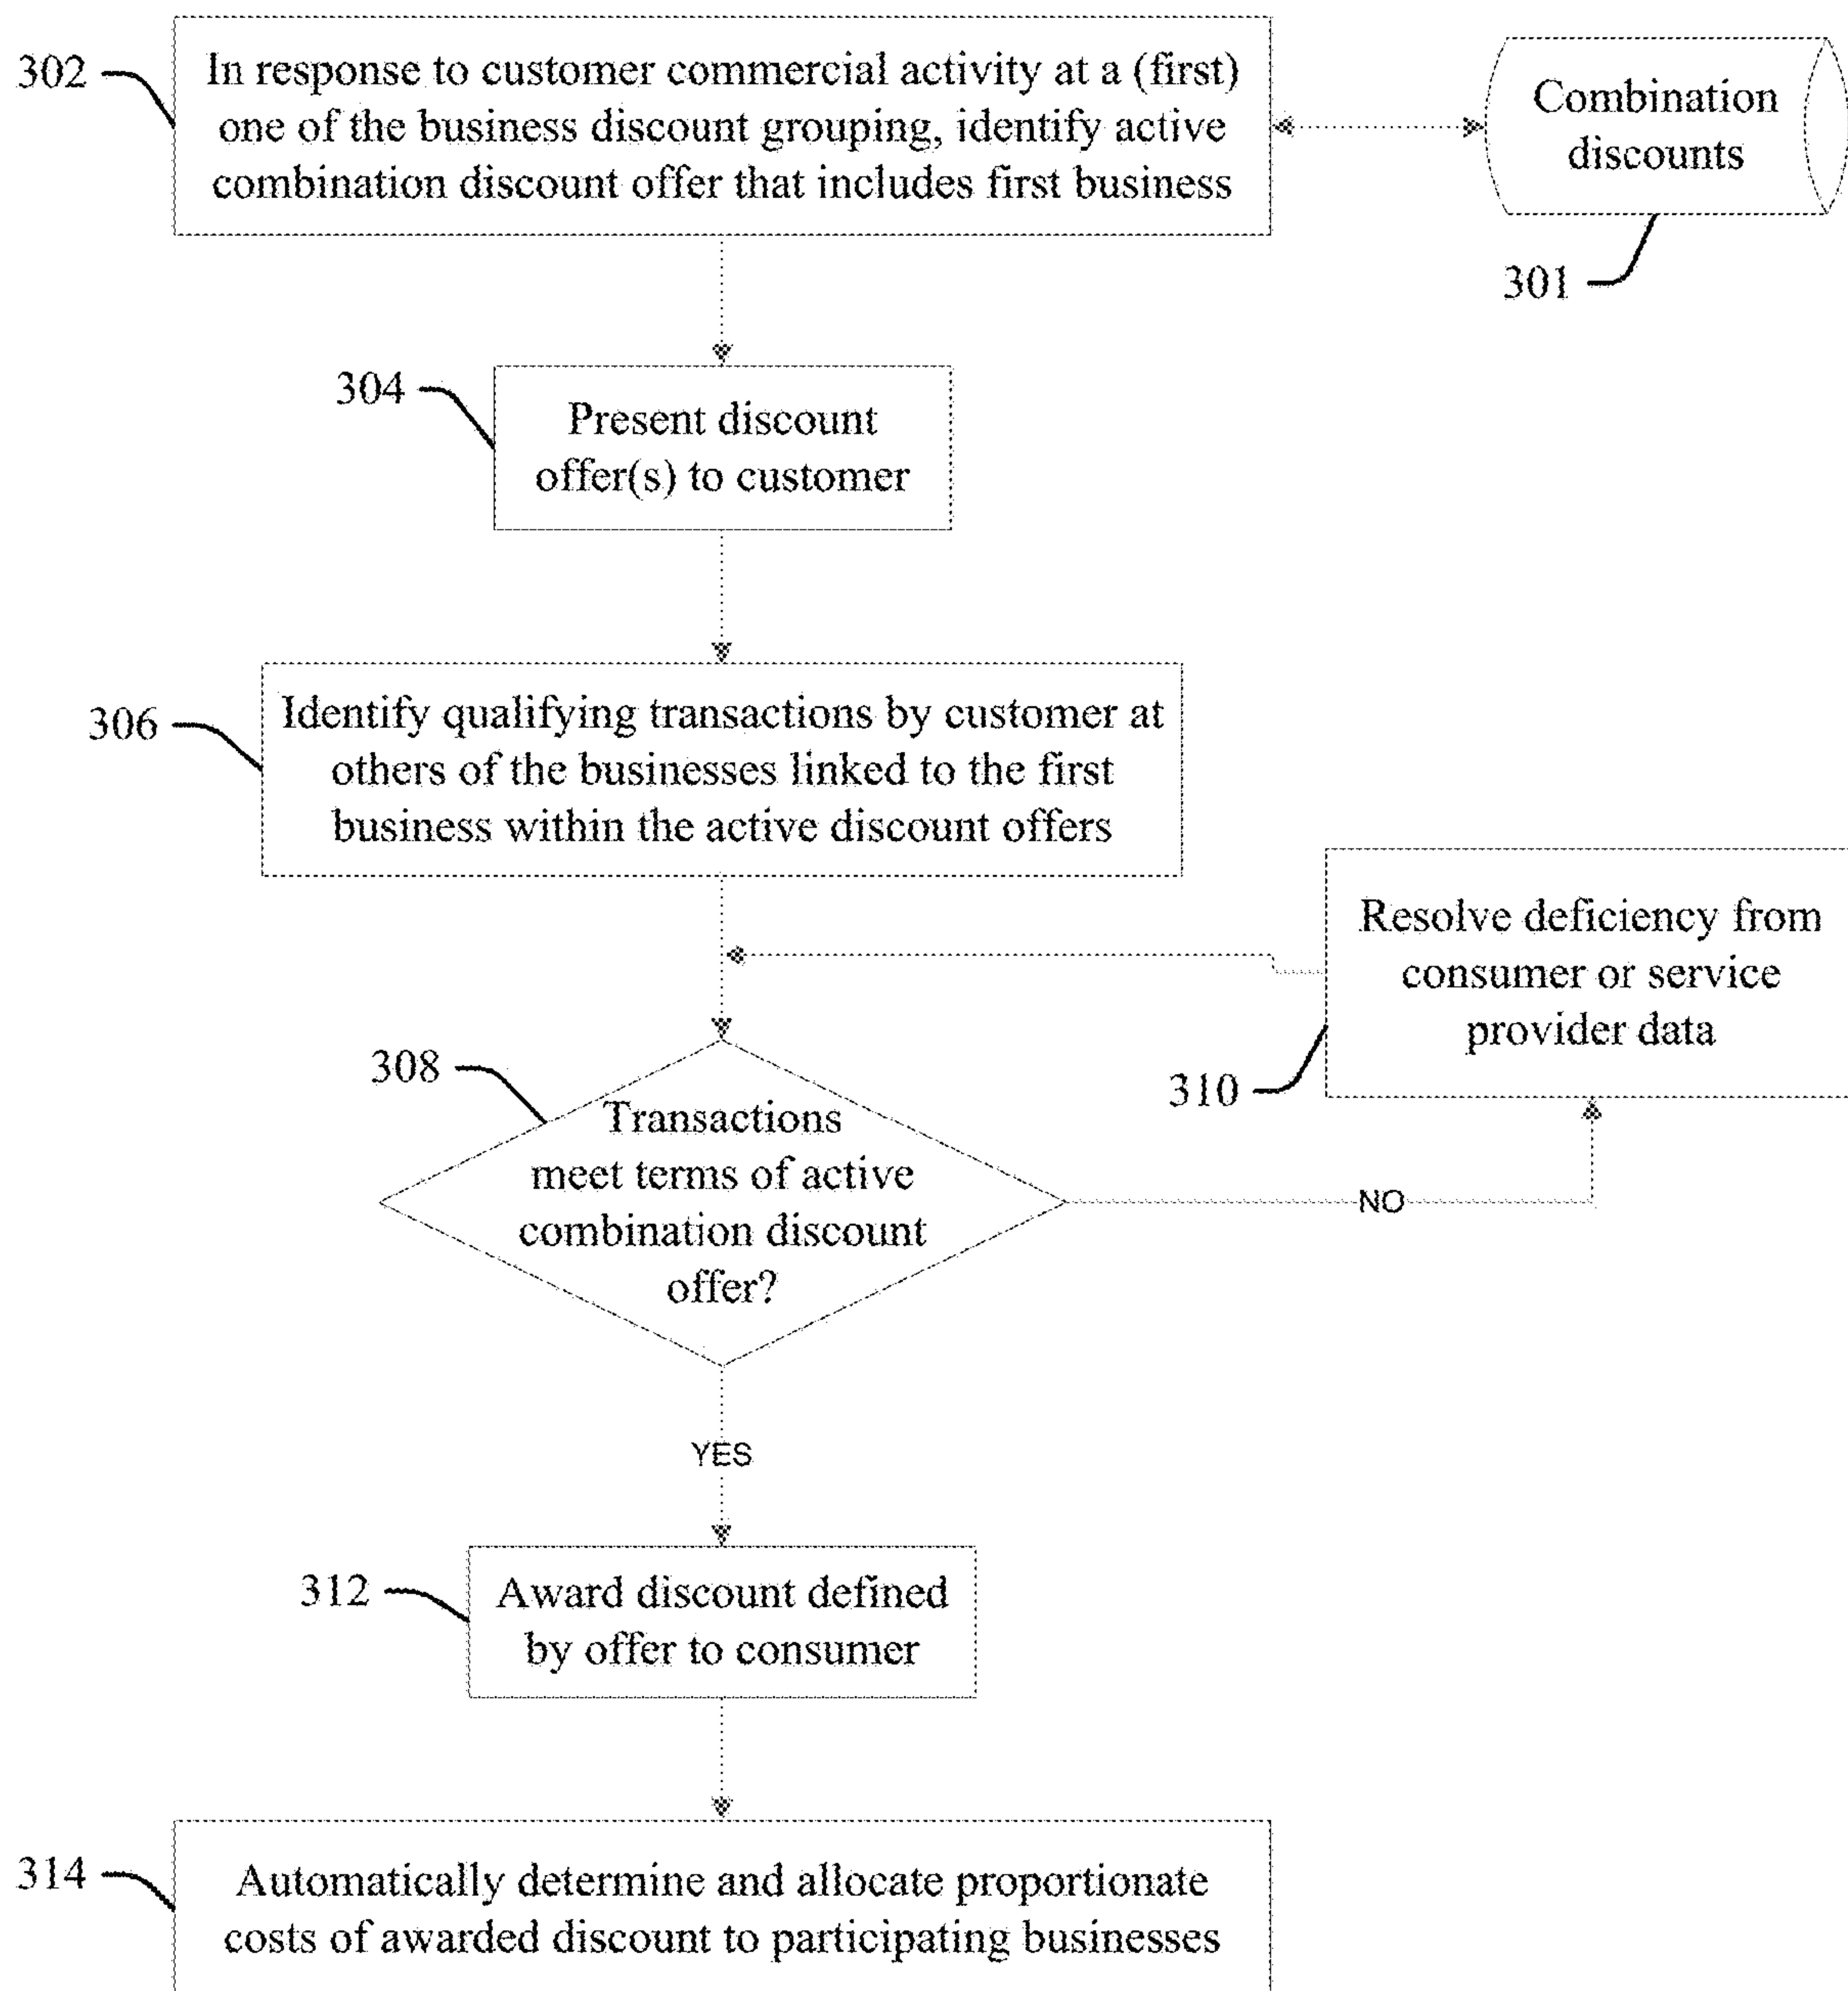 302
In response to customer commercial activity at a (first)
one of the business discount grouping, identify active
combination discount offer that includes first business
Combination
discounts
301
304
Present discount
offer(s) to customer
306
Identify qualifying transactions by customer at
others of the businesses linked to the first
business within the active discount offers
Resolve deficiency from
consumer or service
provider data
310
308
Transactions
meet terms of active
combination discount
offer?
NO
YES
312
Award discount defined
by offer to consumer
314
Automatically determine and allocate proportionate
costs of awarded discount to participating businesses